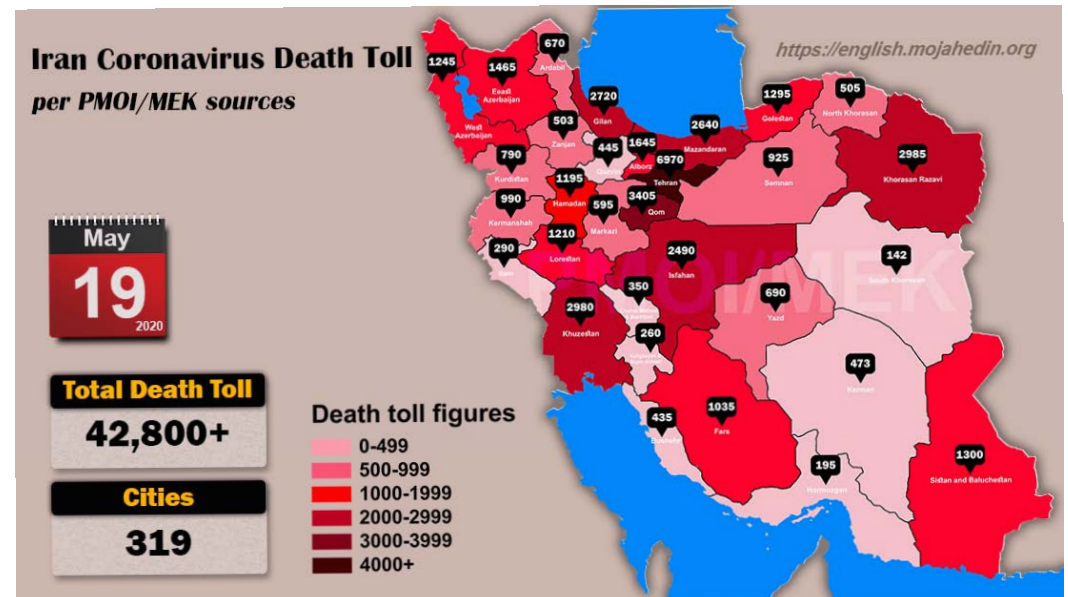 Iran Coronavirus Death Toll
per PMOI/MEK sources
https://english.mojahedin.org
May
19
2020
Total Death Toll
42,800+
Cities
319
Death toll figures
0-499
500-999
1000-1999
2000-2999
3000-3999
4000+
1245
West
Azerbaijan
1465
Eeast
Azerbaijan
670
Ardabil
2720
Gilan
503
Zanjan
445
Qazvin
1645
Alborz
6970
Tehran
2640
Mazandaran
1295
Golestan
505
North Khorasan
2985
Khorasan Razavi
925
Semnan
790
Kurdistan
1195
Hamadan
990
Kermanshah
595
Markazi
3405
Qom
290
Ilam
1210
Lorestan
2490
Isfahan
142
South Khorasan
350
690
Yazd
2980
Khuzestan
260
473
Kerman
435
Bushehr
1035
Fars
195
Hormozgan
1300
Sistan and Baluchestan
PMOI/MEK